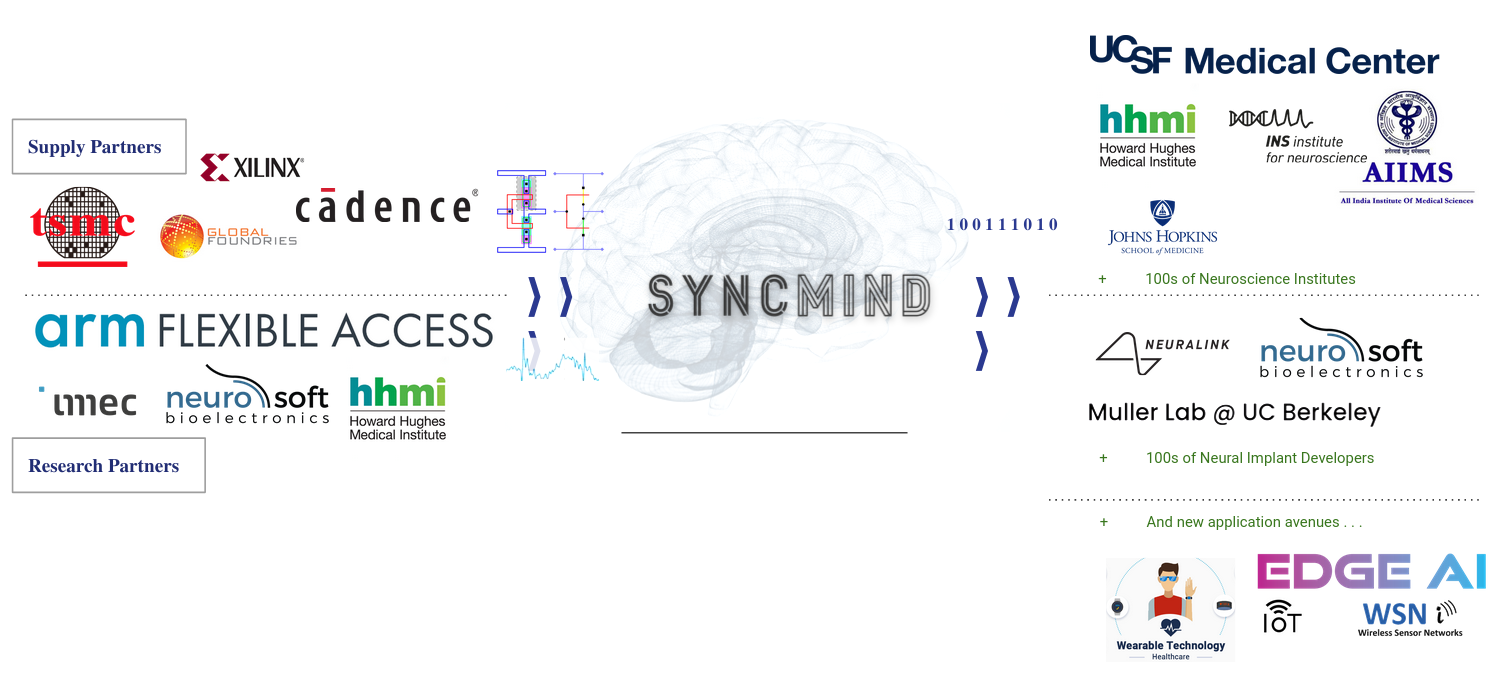 Supply Partners
XILINX®
tsmc
GLOBAL
FOUNDRIES
cādence®
arm FLEXIBLE ACCESS
imec
neuro soft
bioelectronics
hhmi
Howard Hughes
Medical Institute
Research Partners
SYNCMIND
100111010
UCSF Medical Center
hhmi
Howard Hughes
Medical Institute
INS institute
for neuroscience
AIIMS
All India Institute Of Medical Sciences
JOHNS HOPKINS
SCHOOL of MEDICINE
+ 100s of Neuroscience Institutes
NEURALINK
neuro soft
bioelectronics
Muller Lab @ UC Berkeley
+ 100s of Neural Implant Developers
+ And new application avenues . . .
Wearable Technology
Healthcare
EDGE AI
IoT
WSN i
Wireless Sensor Networks